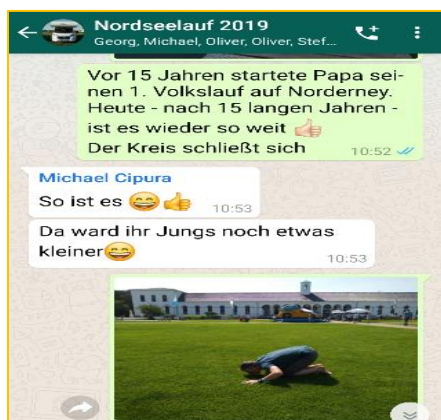 Nordseelauf 2019
Georg, Michael, Oliver, Oliver, Stef...
Vor 15 Jahren startete Papa sei-
nen 1. Volkslauf auf Norderney.
Heute - nach 15 langen Jahren -
ist es wieder so weit 👍
Der Kreis schließt sich
10:52
Michael Cipura
So ist es 😄👍
10:53
Da ward ihr Jungs noch etwas
kleiner😄
10:53